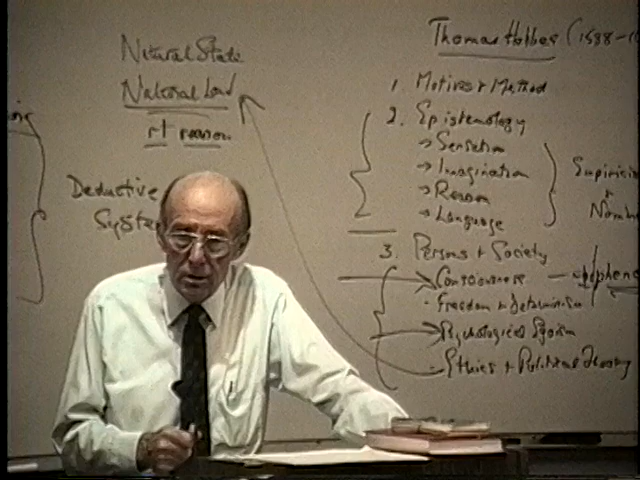 Natural State
Natural Law
rt reason
Deductive
System
Thomas Hobbes (1588-
1. Motives & Method
2. Epistemology
→ Sensation
→ Imagination
→ Reason
→ Language
3. Persons & Society
Consciousness
- Freedom & determinism
Psychological Egoism
- Ethics & Political Theory